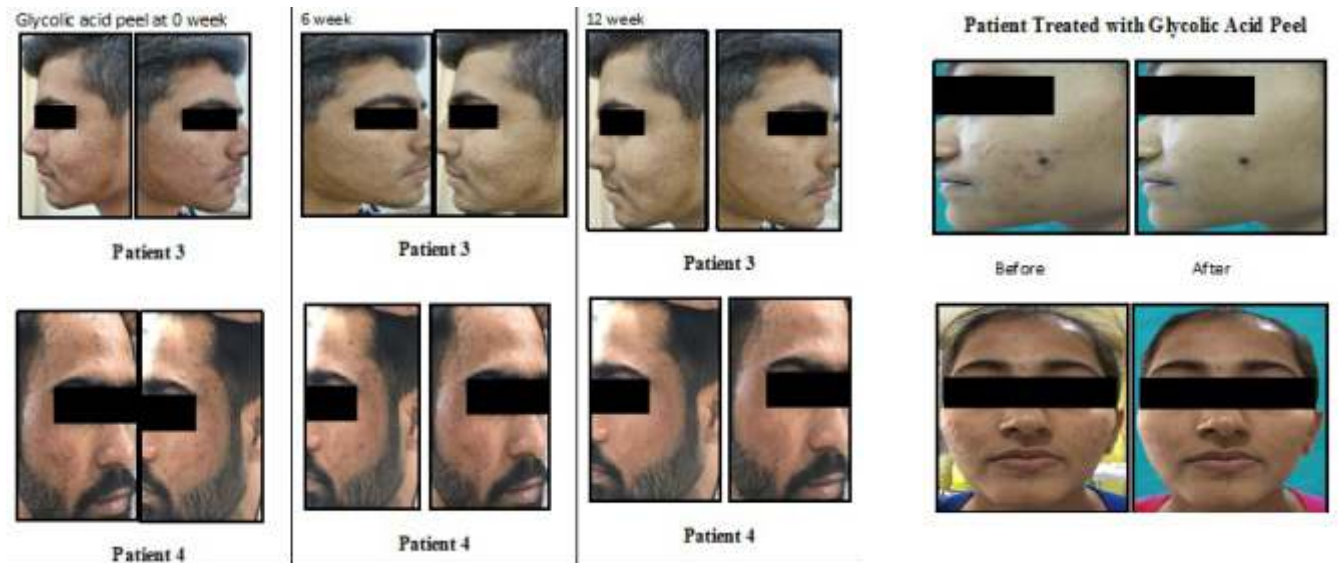 Glycolic acid peel at 0 week
6 week
12 week
Patient Treated with Glycolic Acid Peel
Patient 3
Patient 3
Patient 3
Before
After
Patient 4
Patient 4
Patient 4